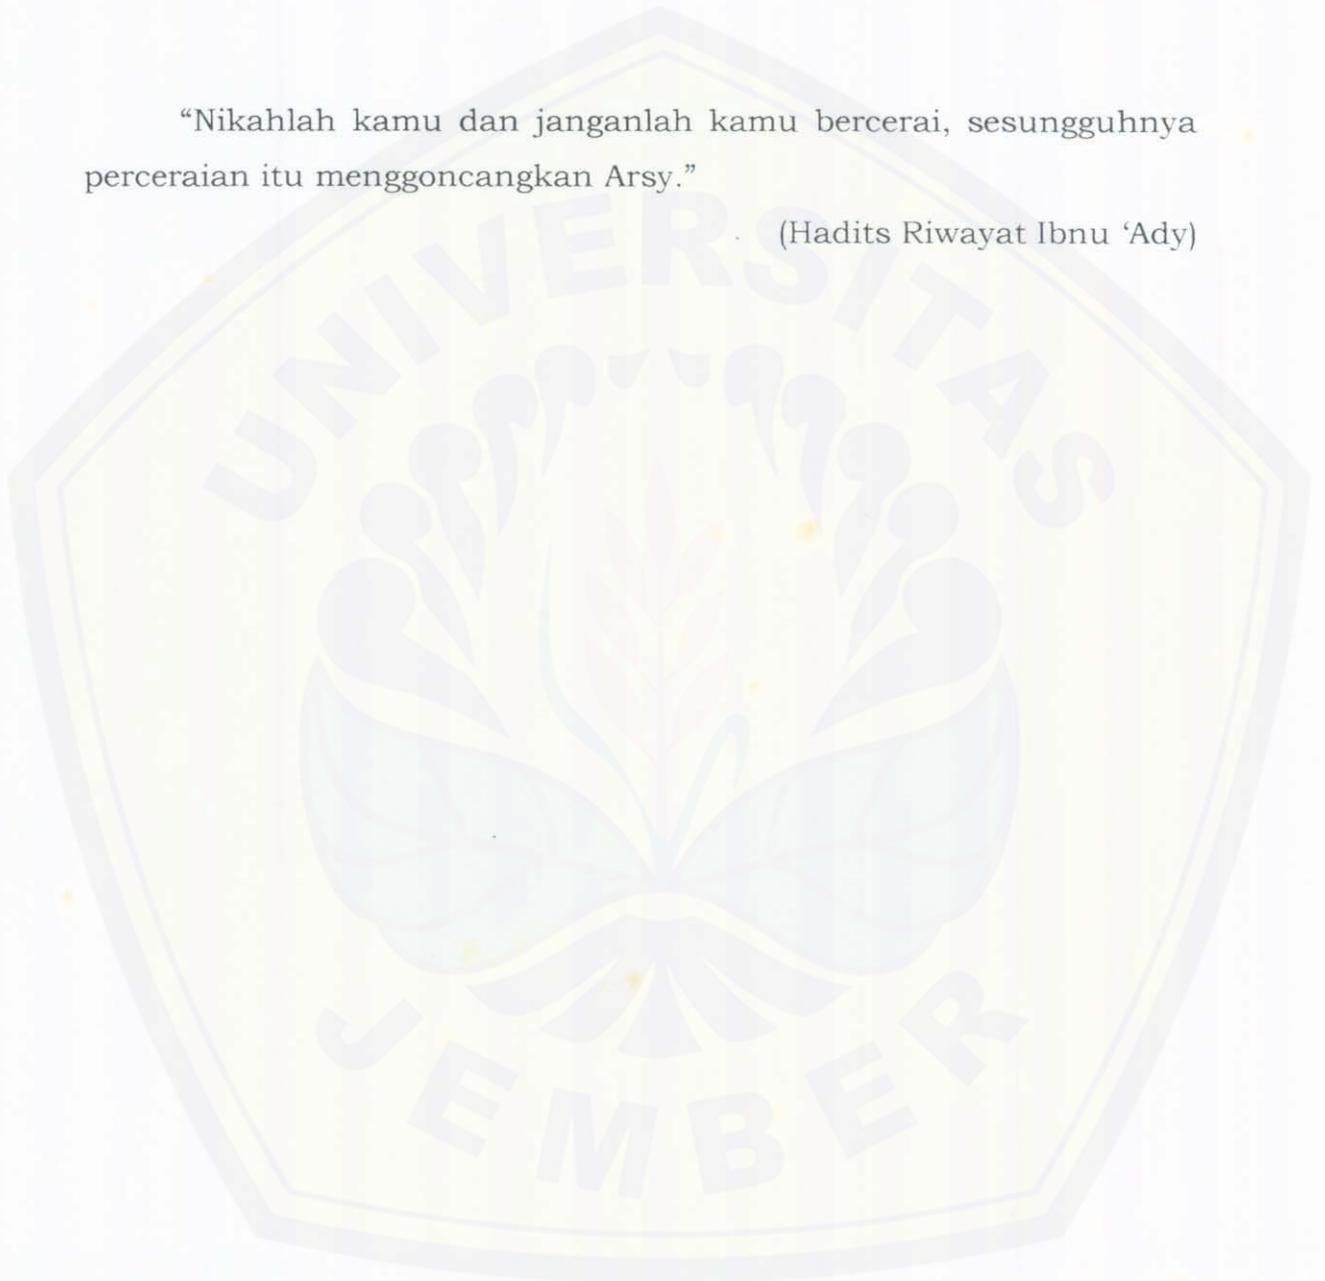 “Nikahlah kamu dan janganlah kamu bercerai, sesungguhnya
perceraian itu menggoncangkan Arsy.”
(Hadits Riwayat Ibnu ‘Ady)
UNIVERSITAS
JEMBER